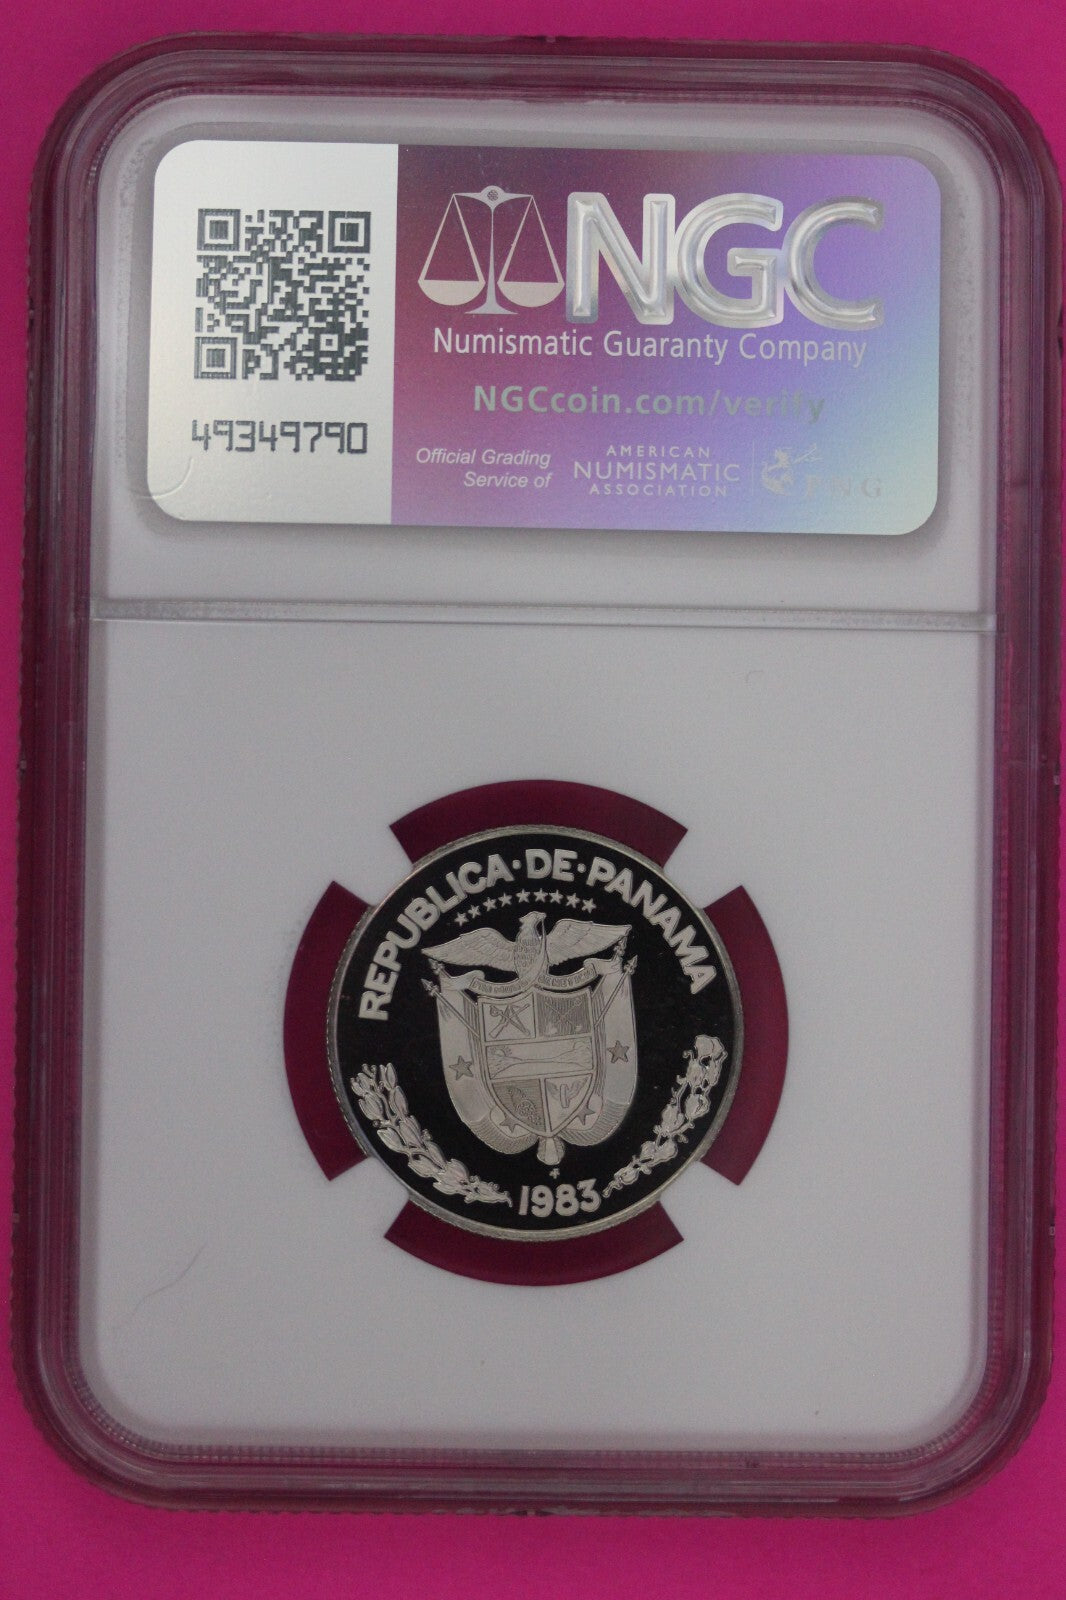 NGC
Numismatic Guaranty Company
NGCcoin.com/verify
49349790
Official Grading
Service of
AMERICAN
NUMISMATIC
ASSOCIATION
PNG
REPUBLICA·DE·PANAMA
1983